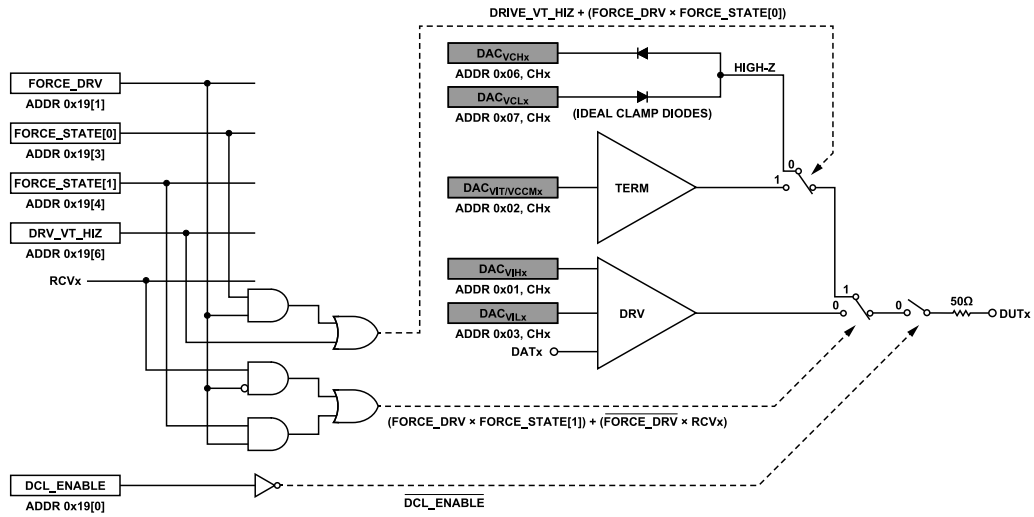 DRIVE_VT_HIZ + (FORCE_DRV × FORCE_STATE[0])
FORCE_DRV
ADDR 0x19[1]
FORCE_STATE[0]
ADDR 0x19[3]
FORCE_STATE[1]
ADDR 0x19[4]
DRV_VT_HIZ
ADDR 0x19[6]
RCVx
DAC_VCHx
ADDR 0x06, CHx
DAC_VCLx
ADDR 0x07, CHx
(IDEAL CLAMP DIODES)
HIGH-Z
0
1
DAC_VIT/VCCMx
ADDR 0x02, CHx
TERM
DAC_VIHx
ADDR 0x01, CHx
DAC_VILx
ADDR 0x03, CHx
DATx
DRV
1
0
0
50Ω
DUTx
(FORCE_DRV × FORCE_STATE[1]) + (FORCE_DRV × RCVx)
DCL_ENABLE
ADDR 0x19[0]
DCL_ENABLE